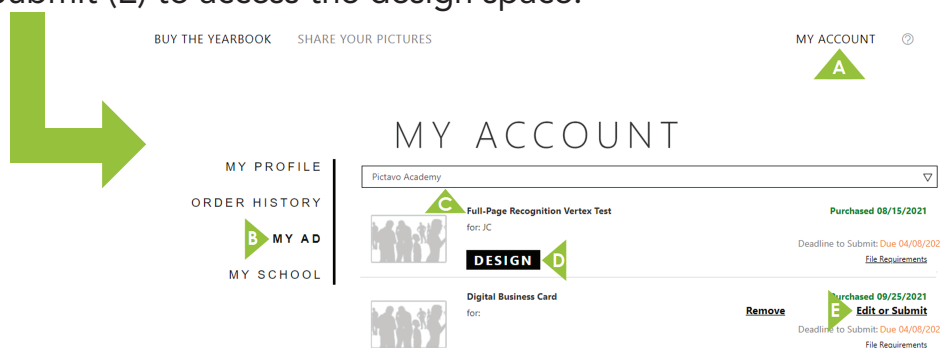 Submit (E) to access the design space.
BUY THE YEARBOOK SHARE YOUR PICTURES MY ACCOUNT ?
A
MY ACCOUNT
MY PROFILE
Pictavo Academy
ORDER HISTORY
C Full-Page Recognition Vertex Test Purchased 08/15/2021
for: JC
B MY AD
Deadline to Submit: Due 04/08/202
DESIGN D File Requirements
MY SCHOOL
Digital Business Card Purchased 09/25/2021
for: Remove E Edit or Submit
Deadline to Submit: Due 04/08/202
File Requirements